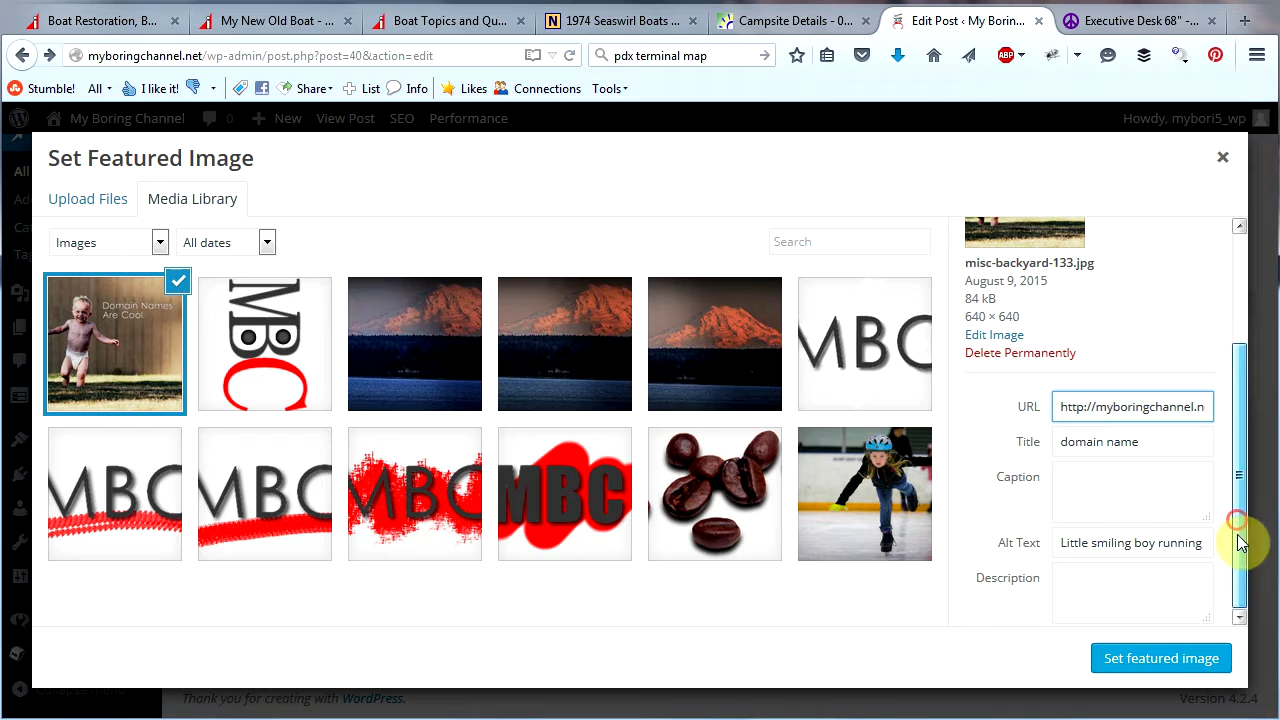 Boat Restoration, B...
My New Old Boat - ...
Boat Topics and Qu...
N 1974 Seaswirl Boats ...
Campsite Details - 0...
Edit Post ‹ My Boring...
Executive Desk 68" -...
myboringchannel.net/wp-admin/post.php?post=40&action=edit
pdx terminal map
ABP
Stumble! All I like it! Share List Info Likes Connections Tools
My Boring Channel 0 New View Post SEO Performance Howdy, mybori5_wp
Set Featured Image
Upload Files Media Library
Images All dates Search
Domain Names
Are Cool.
MBC
MBC
MBC
MBC
MBC
MBC
misc-backyard-133.jpg
August 9, 2015
84 kB
640 × 640
Edit Image
Delete Permanently
URL http://myboringchannel.n
Title domain name
Caption
Alt Text Little smiling boy running
Description
Set featured image
All
Collapse menu
Thank you for creating with WordPress.
Version 4.2.4